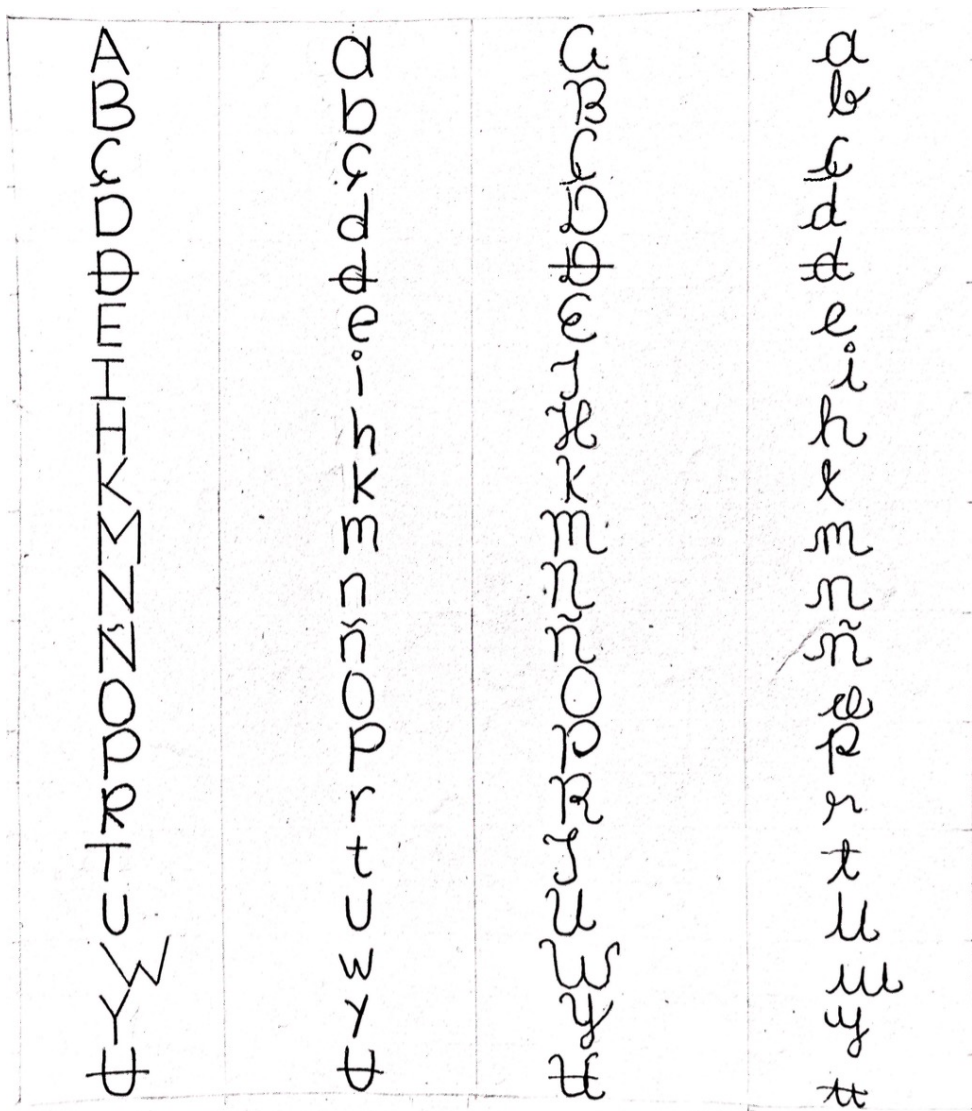 A a A a
B b B b
Ç ç Ç ç
D d D d
Đ đ Đ đ
E e E e
I i I i
H h H h
K k K k
M m M m
N n N n
Ñ ñ Ñ ñ
O o O o
P p P p
R r R r
T t T t
U u U u
W w W w
Y y Y y
Ʉ ʉ Ʉ ʉ